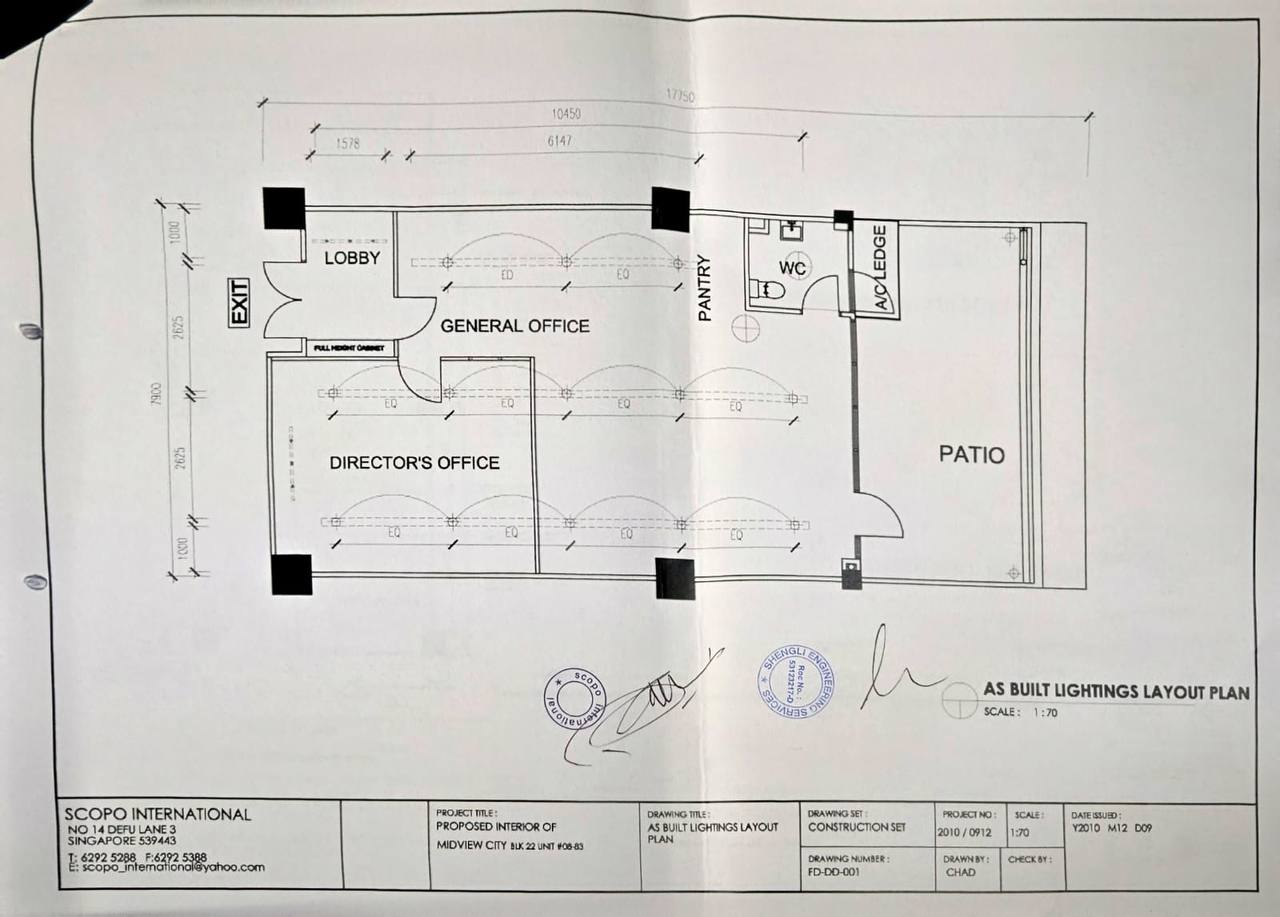 17750
10450
1578
6147
1000
LOBBY
ED
EQ
PANTRY
WC
A/C LEDGE
EXIT
GENERAL OFFICE
2625
FULL HEIGHT CABINET
7900
EQ
EQ
EQ
EQ
2625
DIRECTOR'S OFFICE
PATIO
EQ
EQ
EQ
EQ
1000
scopo international
SHENGLI ENGINEERING SERVICES
Roc No.:
53123217-D
AS BUILT LIGHTINGS LAYOUT PLAN
SCALE : 1:70
SCOPO INTERNATIONAL
NO 14 DEFU LANE 3
SINGAPORE 539443
T: 6292 5288 F:6292 5388
E: scopo_international@yahoo.com
PROJECT TITLE :
PROPOSED INTERIOR OF
MIDVIEW CITY BLK 22 UNIT #08-83
DRAWING TITLE :
AS BUILT LIGHTINGS LAYOUT
PLAN
DRAWING SET :
CONSTRUCTION SET
DRAWING NUMBER :
FD-DD-001
PROJECT NO :
2010 / 0912
DRAWN BY :
CHAD
SCALE :
1:70
CHECK BY :
DATE ISSUED :
Y2010 M12 D09